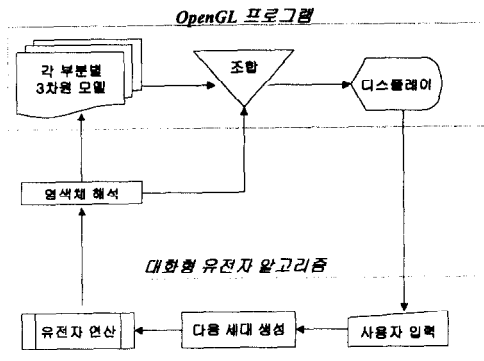 OpenGL 프로그램
각 부분별
3차원 모델
조합
디스플레이
염색체 해석
대화형 유전자 알고리즘
유전자 연산
다음 세대 생성
사용자 입력